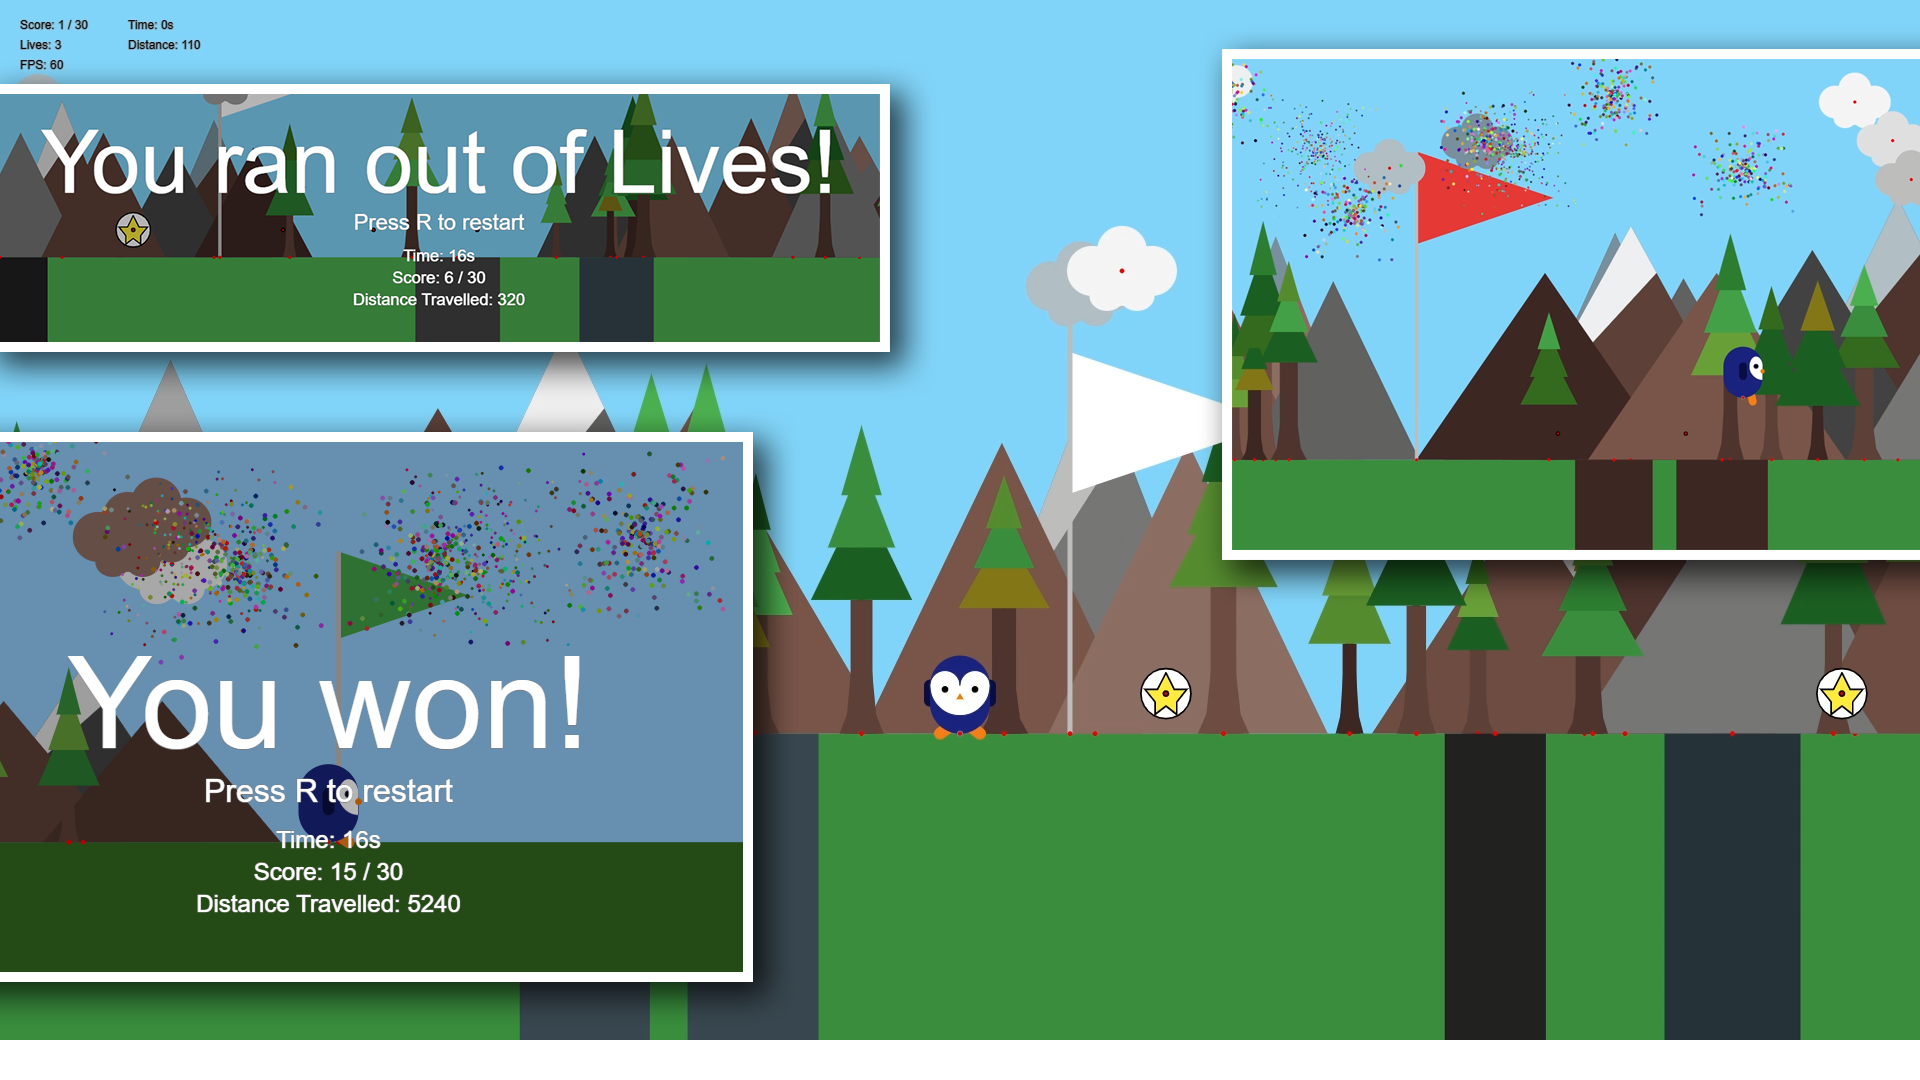 Score: 1 / 30
Time: 0s
Lives: 3
Distance: 110
FPS: 60
You ran out of Lives!
Press R to restart
Time: 16s
Score: 6 / 30
Distance Travelled: 320
You won!
Press R to restart
Time: 16s
Score: 15 / 30
Distance Travelled: 5240